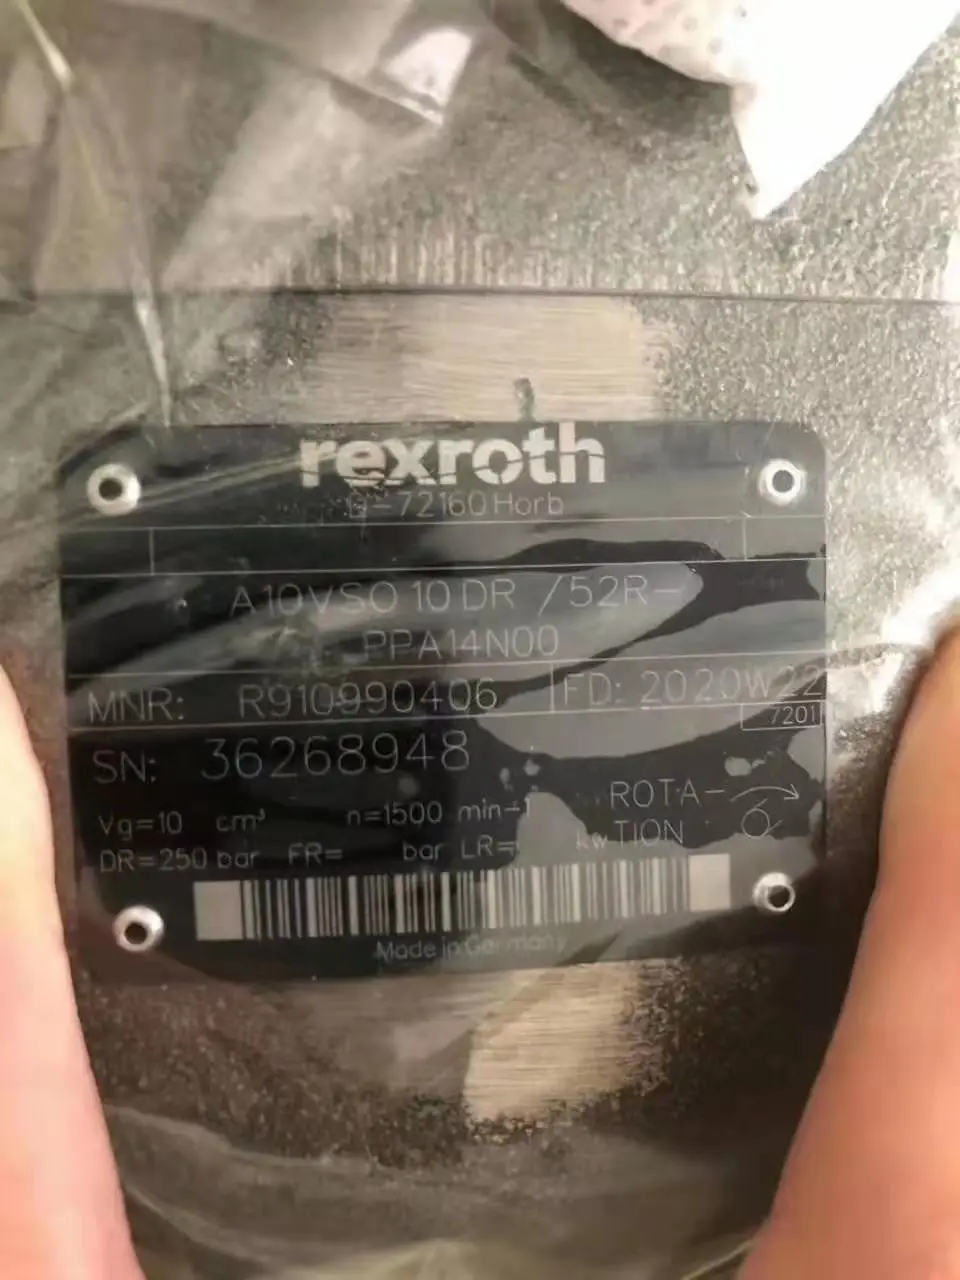 rexroth
D-72160 Horb
A10VSO 10 DR /52R-
PPA14N00
MNR: R910990406 FD: 2020W22
7201
SN: 36268948
Vg=10 cm³ n=1500 min-1
ROTA-
TION
DR=250 bar FR= bar LR= kw
Made in Germany